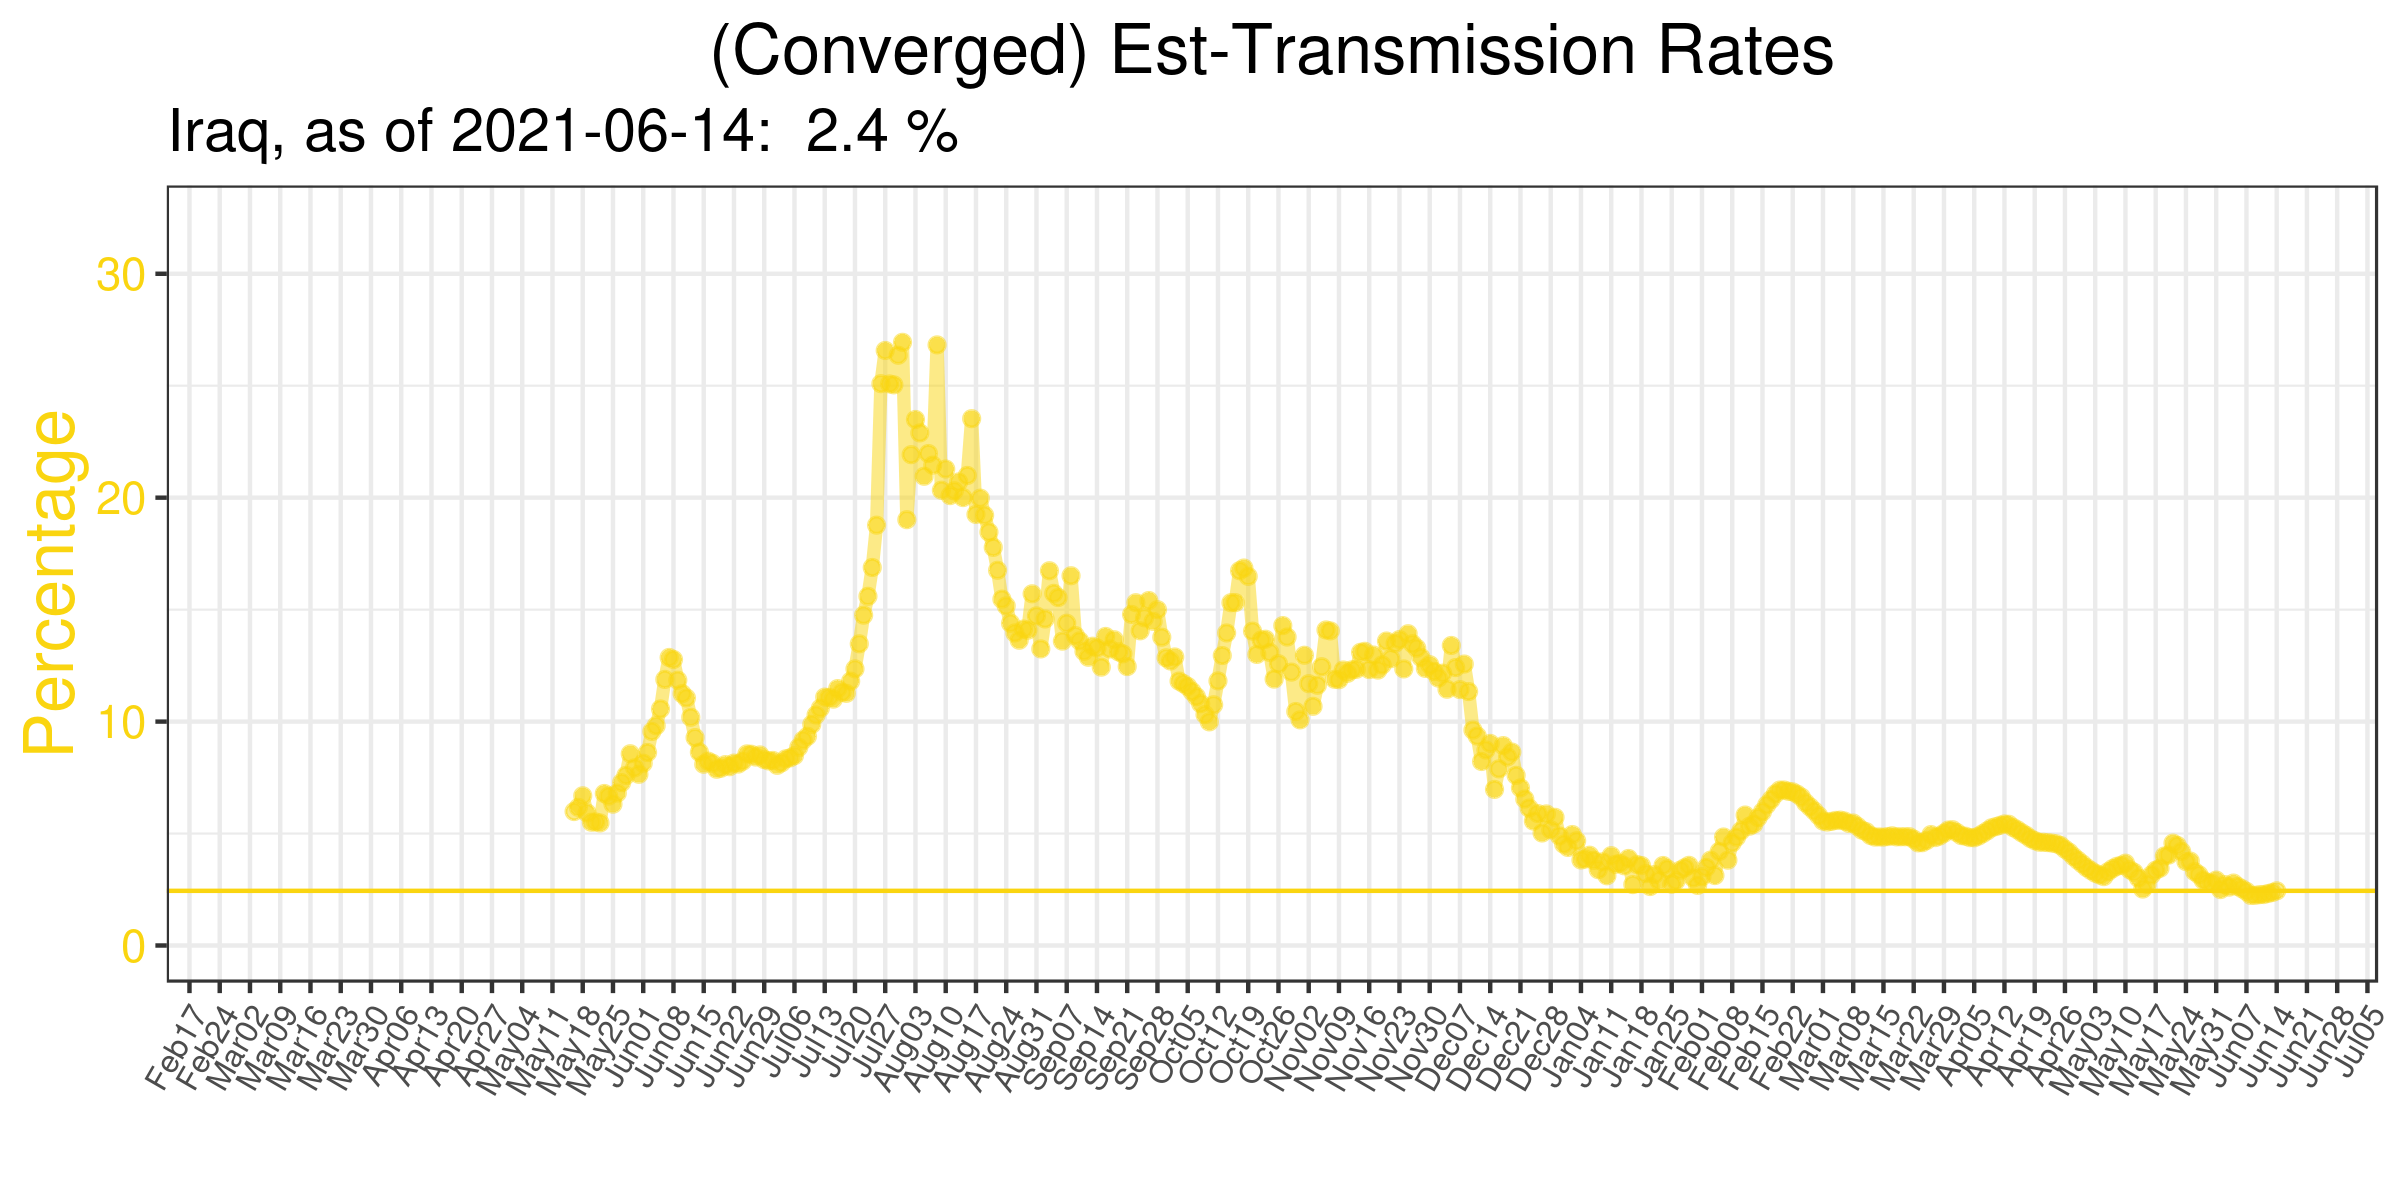 (Converged) Est-Transmission Rates
Iraq, as of 2021-06-14: 2.4 %
Percentage
30
20
10
0
Feb17
Feb24
Mar02
Mar09
Mar16
Mar23
Mar30
Apr06
Apr13
Apr20
Apr27
May04
May11
May18
May25
Jun01
Jun08
Jun15
Jun22
Jun29
Jul06
Jul13
Jul20
Jul27
Aug03
Aug10
Aug17
Aug24
Aug31
Sep07
Sep14
Sep21
Sep28
Oct05
Oct12
Oct19
Oct26
Nov02
Nov09
Nov16
Nov23
Nov30
Dec07
Dec14
Dec21
Dec28
Jan04
Jan11
Jan18
Jan25
Feb01
Feb08
Feb15
Feb22
Mar01
Mar08
Mar15
Mar22
Mar29
Apr05
Apr12
Apr19
Apr26
May03
May10
May17
May24
May31
Jun07
Jun14
Jun21
Jun28
Jul05